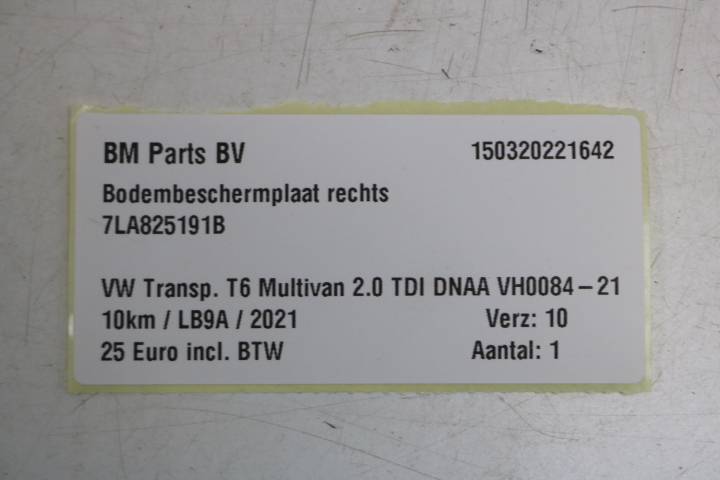 BM Parts BV 150320221642
Bodembeschermplaat rechts
7LA825191B
VW Transp. T6 Multivan 2.0 TDI DNAA VH0084-21
10km / LB9A / 2021 Verz: 10
25 Euro incl. BTW Aantal: 1